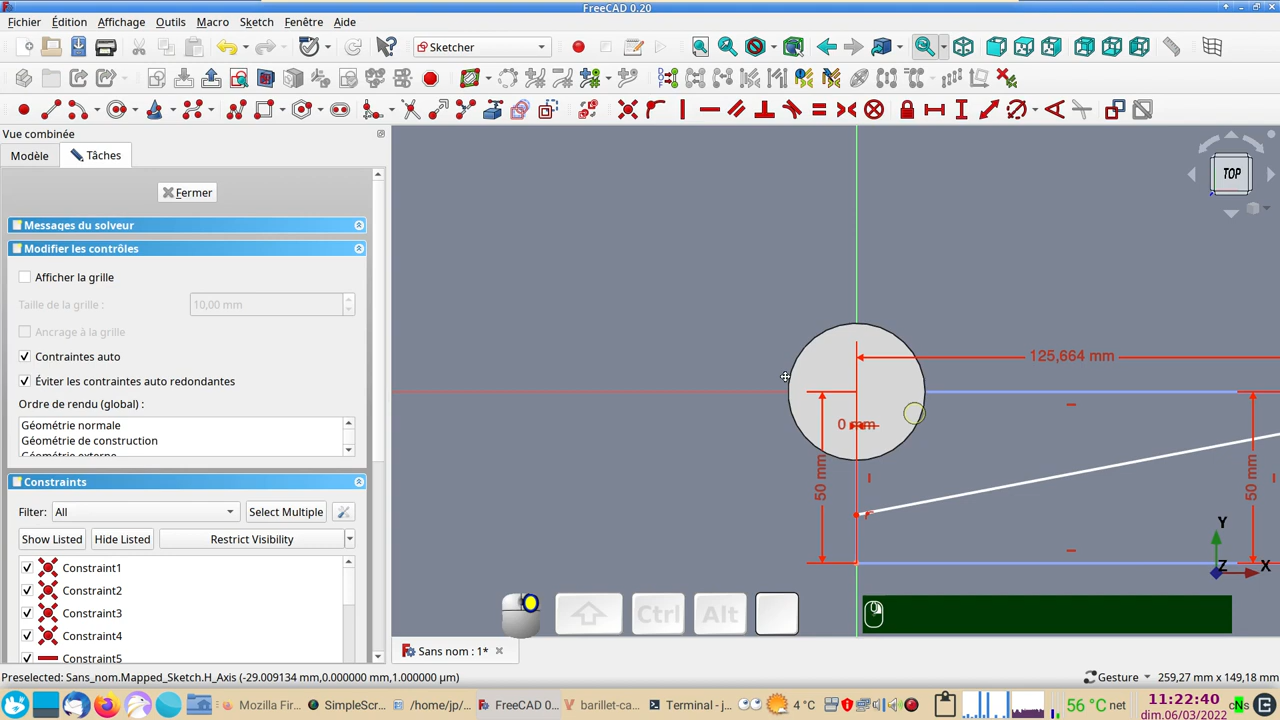 FreeCAD 0.20
Fichier Édition Affichage Outils Macro Sketch Fenêtre Aide
Sketcher
Vue combinée
Modèle Tâches
Fermer
Messages du solveur
Modifier les contrôles
Afficher la grille
Taille de la grille : 10,00 mm
Ancrage à la grille
Contraintes auto
Éviter les contraintes auto redondantes
Ordre de rendu (global) :
Géométrie normale
Géométrie de construction
Géométrie externe
Constraints
Filter: All Select Multiple
Show Listed Hide Listed Restrict Visibility
Constraint1
Constraint2
Constraint3
Constraint4
Constraint5
TOP
125,664 mm
0 mm
50 mm
50 mm
Y
Z X
Ctrl Alt
Sans nom : 1*
Preselected: Sans_nom.Mapped_Sketch.H_Axis (-29.009134 mm,0.000000 mm,1.000000 µm) Gesture 259,27 mm x 149,18 mm
Mozilla Fir... SimpleScr... /home/jp/... FreeCAD 0... barillet-ca... Terminal - j... 4°C 56 °C net 11:22:40
dim.06/03/2022